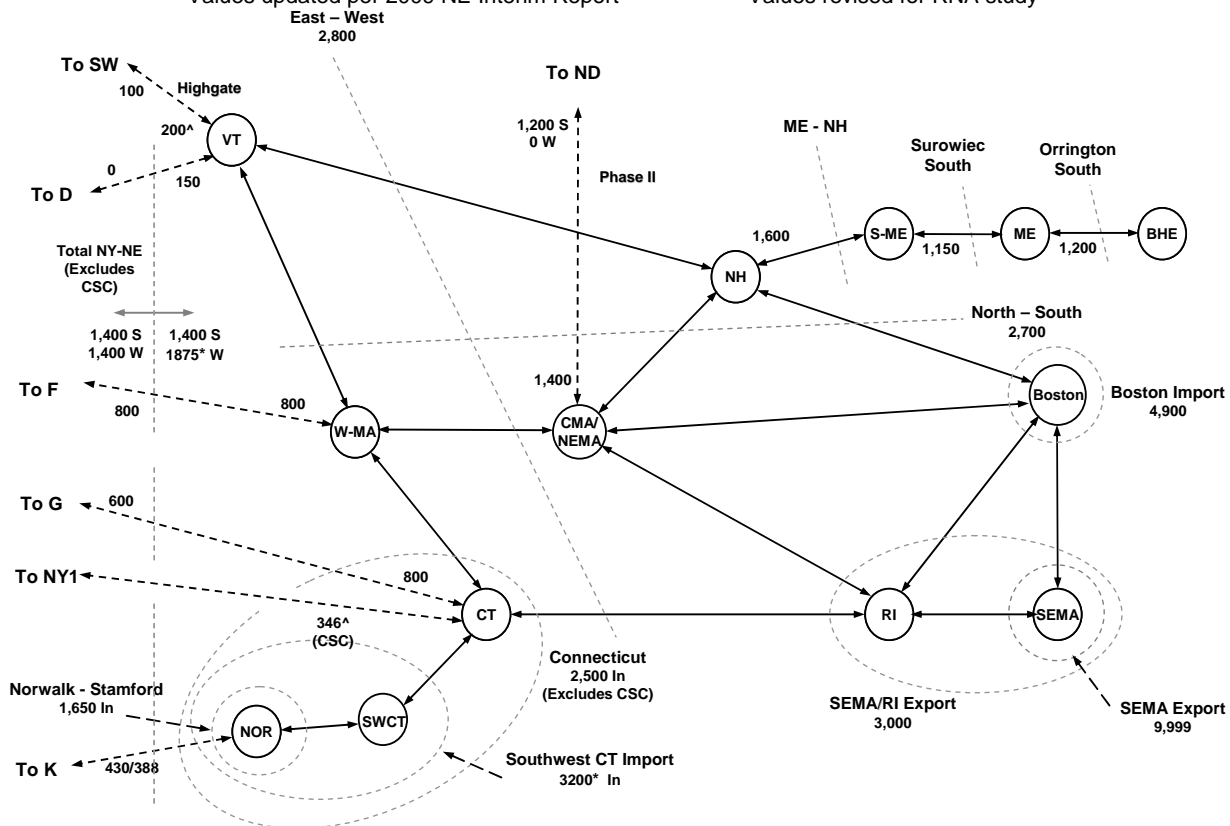 East – West
2,800
To SW
100
Highgate
To ND
200^
VT
1,200 S
0 W
ME - NH
Surowiec
South
Orrington
South
0
150
To D
Phase II
Total NY-NE
(Excludes
CSC)
1,600
S-ME
1,150
ME
1,200
BHE
NH
1,400 S
1,400 W
1,400 S
1875* W
North – South
2,700
To F
800
800
W-MA
1,400
CMA/
NEMA
Boston
Boston Import
4,900
To G
600
To NY1
800
CT
346^
(CSC)
RI
SEMA
Connecticut
2,500 In
(Excludes CSC)
Norwalk - Stamford
1,650 In
NOR
SWCT
SEMA/RI Export
3,000
SEMA Export
9,999
To K
430/388
Southwest CT Import
3200* In